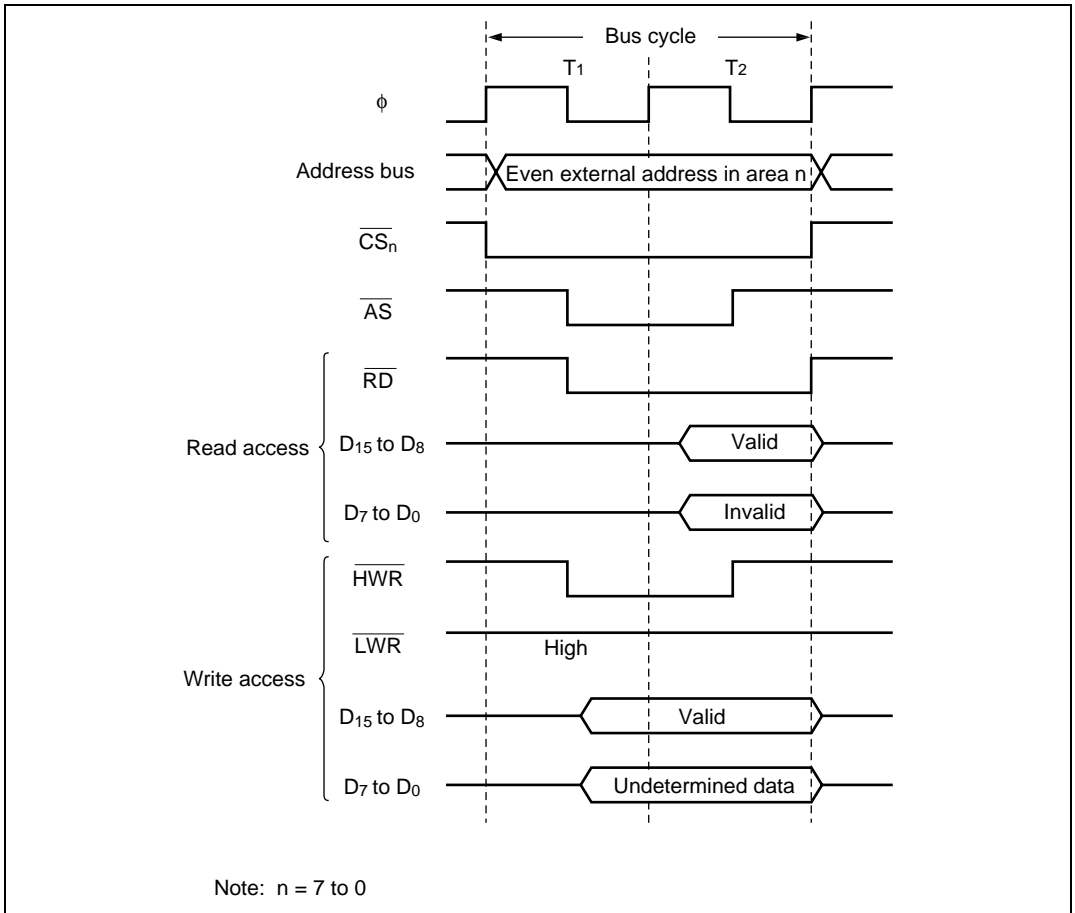 Bus cycle
T1 T2
ϕ
Address bus Even external address in area n
CSn
AS
RD
Read access
D15 to D8 Valid
D7 to D0 Invalid
HWR
LWR High
Write access
D15 to D8 Valid
D7 to D0 Undetermined data
Note: n = 7 to 0